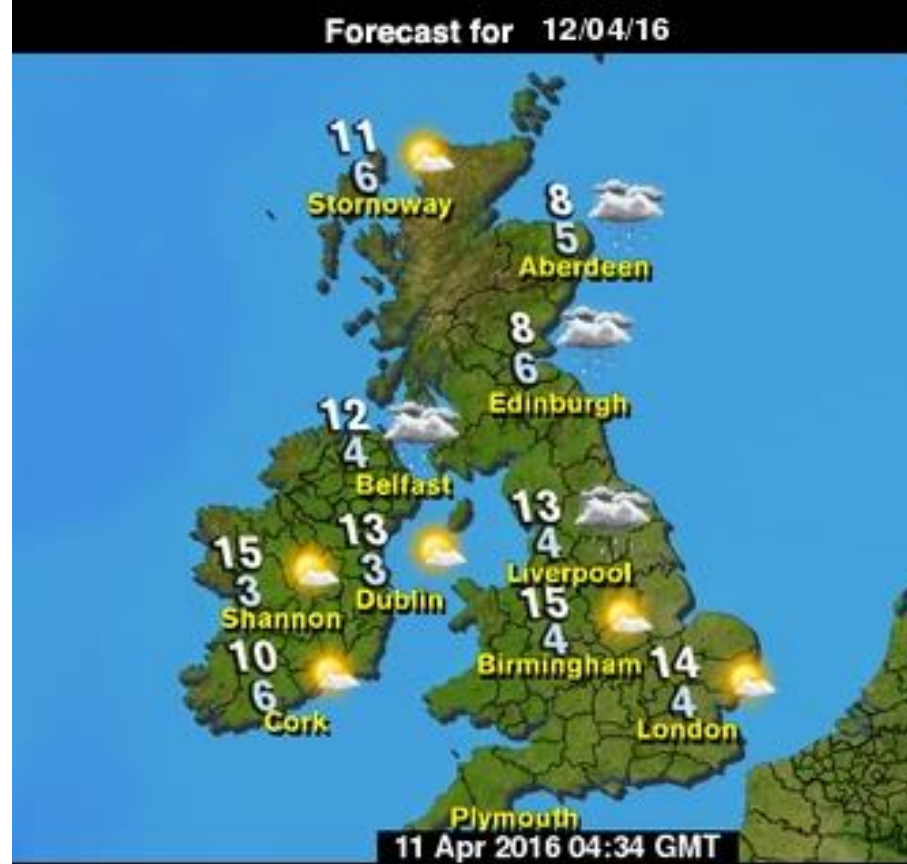 Forecast for 12/04/16
11
6
Stornoway
8
5
Aberdeen
8
6
Edinburgh
12
4
Belfast
13
4
Liverpool
13
3
Dublin
15
3
Shannon
15
4
Birmingham
10
6
Cork
14
4
London
Plymouth
11 Apr 2016 04:34 GMT